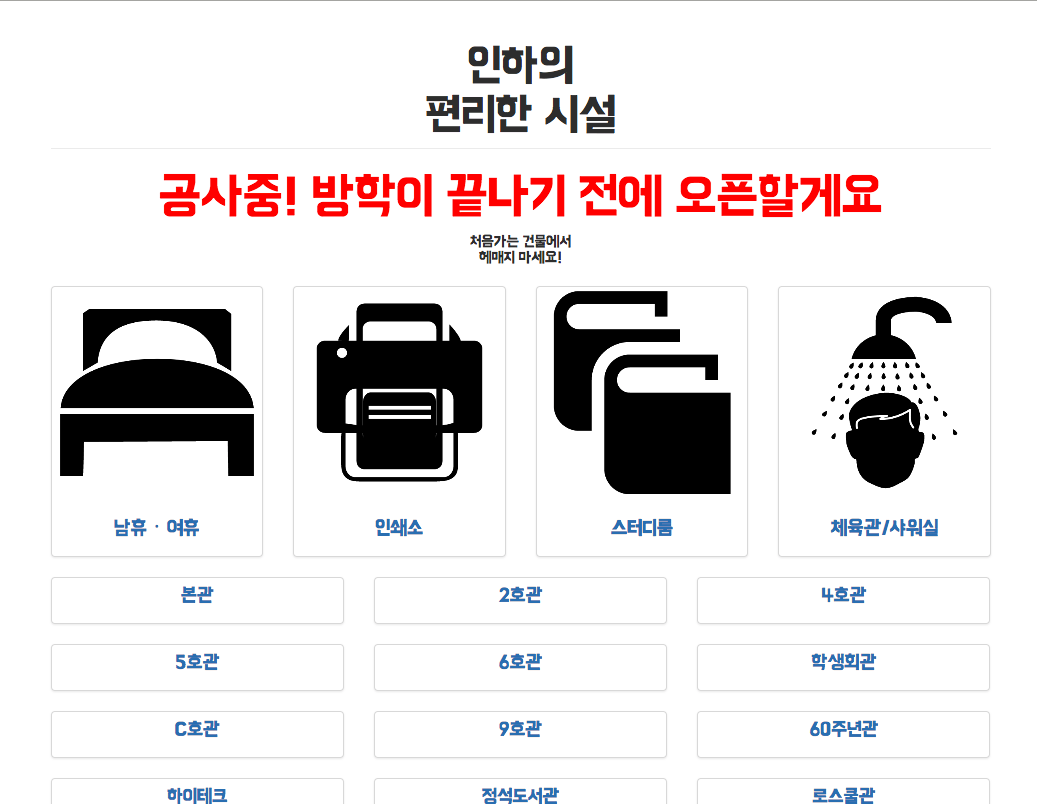 인하의
편리한 시설
공사중! 방학이 끝나기 전에 오픈할게요
처음가는 건물에서
헤매지 마세요!
남휴 · 여휴
인쇄소
스터디룸
체육관/샤워실
본관
2호관
4호관
5호관
6호관
학생회관
C호관
9호관
60주년관
하이테크
정석도서관
로스쿨관